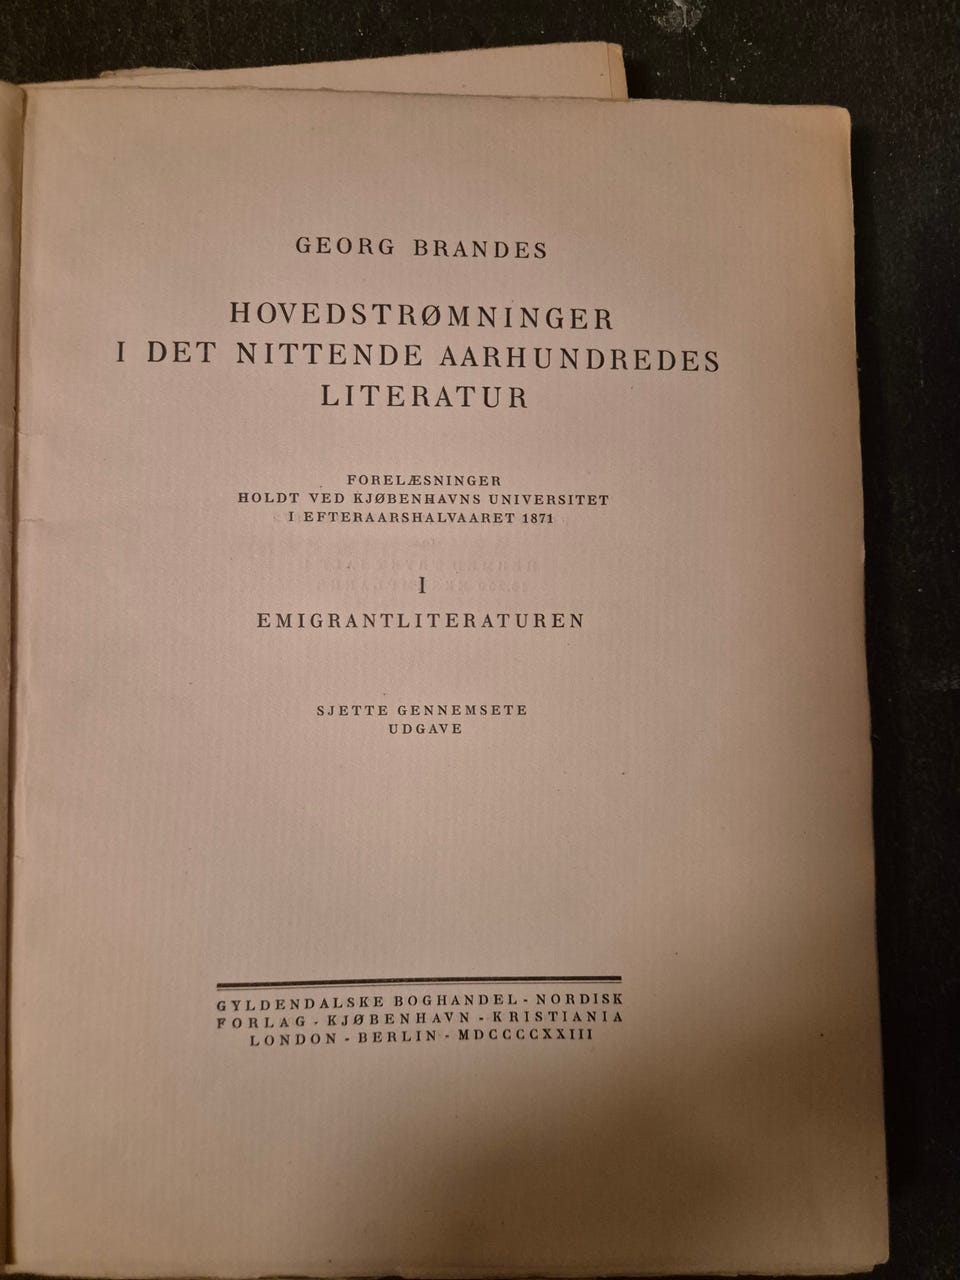 GEORG BRANDES
HOVEDSTRØMNINGER
I DET NITTENDE AARHUNDREDES
LITERATUR
FORELÆSNINGER
HOLDT VED KJØBENHAVNS UNIVERSITET
I EFTERAARSHALVAARET 1871
I
EMIGRANTLITERATUREN
SJETTE GENNEMSETE
UDGAVE
GYLDENDALSKE BOGHANDEL - NORDISK
FORLAG - KJØBENHAVN - KRISTIANIA
LONDON - BERLIN - MDCCCCXXIII